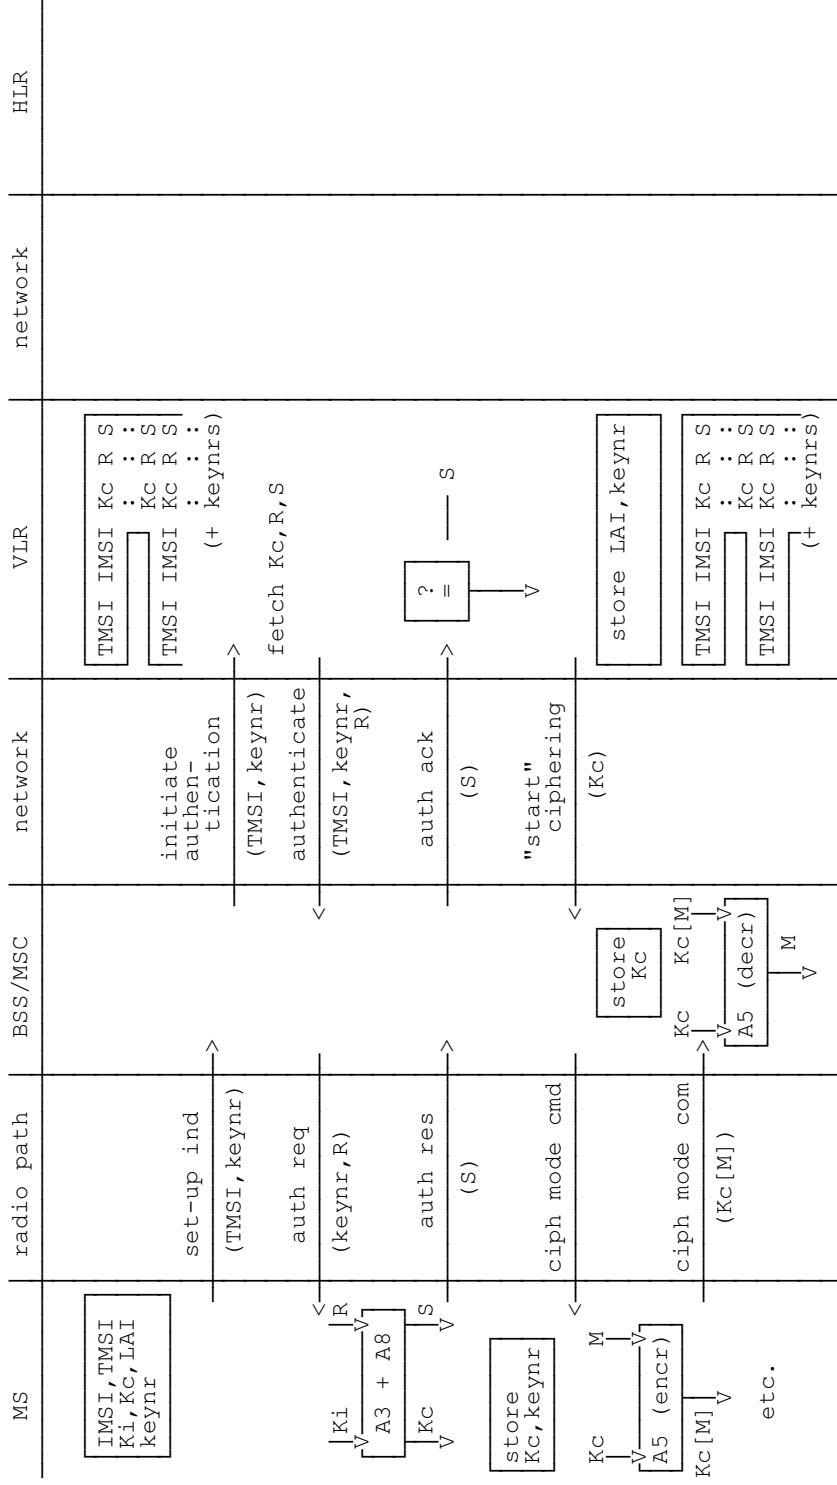 MS radio path BSS/MSC network VLR network HLR
IMSI,TMSI
Ki,Kc,LAI
keynr
TMSI IMSI Kc R S
: : :
Kc R S
TMSI IMSI Kc R S
: : :
(+ keynrs)
set-up ind
(TMSI,keynr)
initiate
authen-
tication
(TMSI,keynr)
fetch Kc,R,S
auth req
(keynr,R)
authenticate
(TMSI,keynr,
R)
Ki R
A3 + A8
Kc S
auth res
(S)
auth ack
(S)
?
=
S
store
Kc,keynr
ciph mode cmd
"start"
ciphering
(Kc)
store
Kc
store LAI,keynr
Kc M
A5 (encr)
Kc[M]
ciph mode com
(Kc[M])
Kc Kc[M]
A5 (decr)
M
TMSI IMSI Kc R S
: : :
Kc R S
TMSI IMSI Kc R S
: : :
(+ keynrs)
etc.